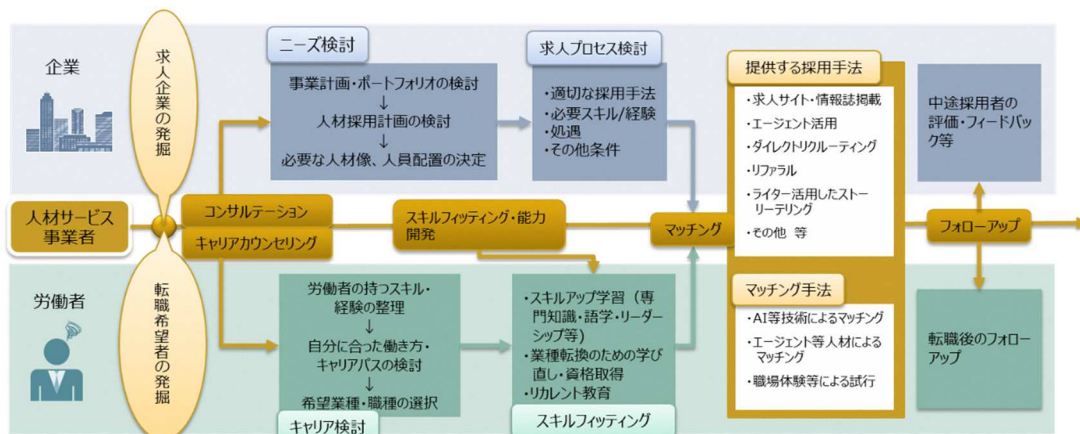 企業
求人企業の発掘
ニーズ検討
事業計画・ポートフォリオの検討
↓
人材採用計画の検討
↓
必要な人材像、人員配置の決定
求人プロセス検討
・適切な採用手法
・必要スキル/経験
・処遇
・その他条件
提供する採用手法
・求人サイト・情報誌掲載
・エージェント活用
・ダイレクトリクルーティング
・リファラル
・ライター活用したストー
リーテリング
・その他 等
中途採用者の
評価・フィードバッ
ク等
人材サービス
事業者
コンサルテーション
キャリアカウンセリング
スキルフィッティング・能力
開発
マッチング
フォローアップ
労働者
転職希望者の発掘
労働者の持つスキル・
経験の整理
↓
自分に合った働き方・
キャリアパスの検討
↓
希望業種・職種の選択
キャリア検討
・スキルアップ学習（専
門知識・語学・リーダー
シップ等)
・業種転換のための学び
直し・資格取得
・リカレント教育
スキルフィッティング
マッチング手法
・AI等技術によるマッチング
・エージェント等人材による
マッチング
・職場体験等による試行
転職後のフォロー
アップ